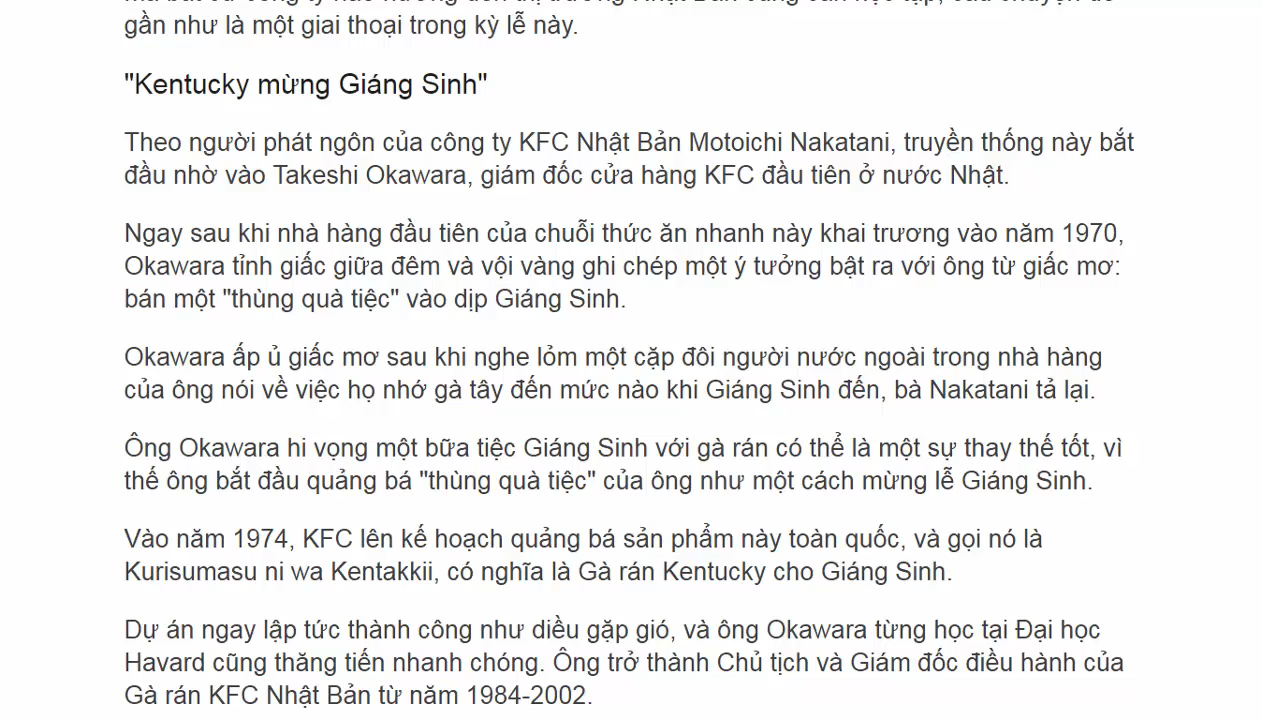 gần như là một giai thoại trong kỳ lễ này.
"Kentucky mừng Giáng Sinh"
Theo người phát ngôn của công ty KFC Nhật Bản Motoichi Nakatani, truyền thống này bắt
đầu nhờ vào Takeshi Okawara, giám đốc cửa hàng KFC đầu tiên ở nước Nhật.
Ngay sau khi nhà hàng đầu tiên của chuỗi thức ăn nhanh này khai trương vào năm 1970,
Okawara tỉnh giấc giữa đêm và vội vàng ghi chép một ý tưởng bật ra với ông từ giấc mơ:
bán một "thùng quà tiệc" vào dịp Giáng Sinh.
Okawara ấp ủ giấc mơ sau khi nghe lỏm một cặp đôi người nước ngoài trong nhà hàng
của ông nói về việc họ nhớ gà tây đến mức nào khi Giáng Sinh đến, bà Nakatani tả lại.
Ông Okawara hi vọng một bữa tiệc Giáng Sinh với gà rán có thể là một sự thay thế tốt, vì
thế ông bắt đầu quảng bá "thùng quà tiệc" của ông như một cách mừng lễ Giáng Sinh.
Vào năm 1974, KFC lên kế hoạch quảng bá sản phẩm này toàn quốc, và gọi nó là
Kurisumasu ni wa Kentakkii, có nghĩa là Gà rán Kentucky cho Giáng Sinh.
Dự án ngay lập tức thành công như diều gặp gió, và ông Okawara từng học tại Đại học
Havard cũng thăng tiến nhanh chóng. Ông trở thành Chủ tịch và Giám đốc điều hành của
Gà rán KFC Nhật Bản từ năm 1984-2002.